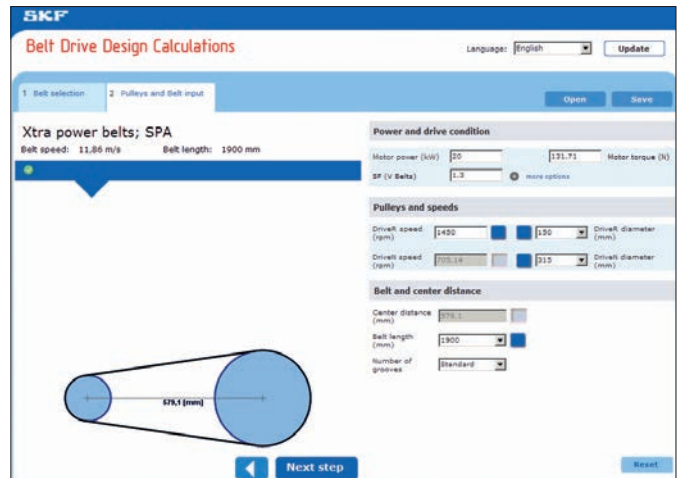 SKF
Belt Drive Design Calculations
Language: English Update
1 Belt selection 2 Pulleys and Belt input Open Save
Xtra power belts; SPA
Belt speed: 11,86 m/s Belt length: 1900 mm
Power and drive condition
Motor power (kW) 20 131.71 Motor torque (N)
SF (V Belts) 1.3 more options
Pulleys and speeds
DriveR speed (rpm) 1450 150 DriveR diameter (mm)
DriveN speed (rpm) 315 DriveN diameter (mm)
Belt and center distance
Center distance (mm)
Belt length (mm) 1900
Number of grooves Standard
579,1 [mm]
Next step Reset